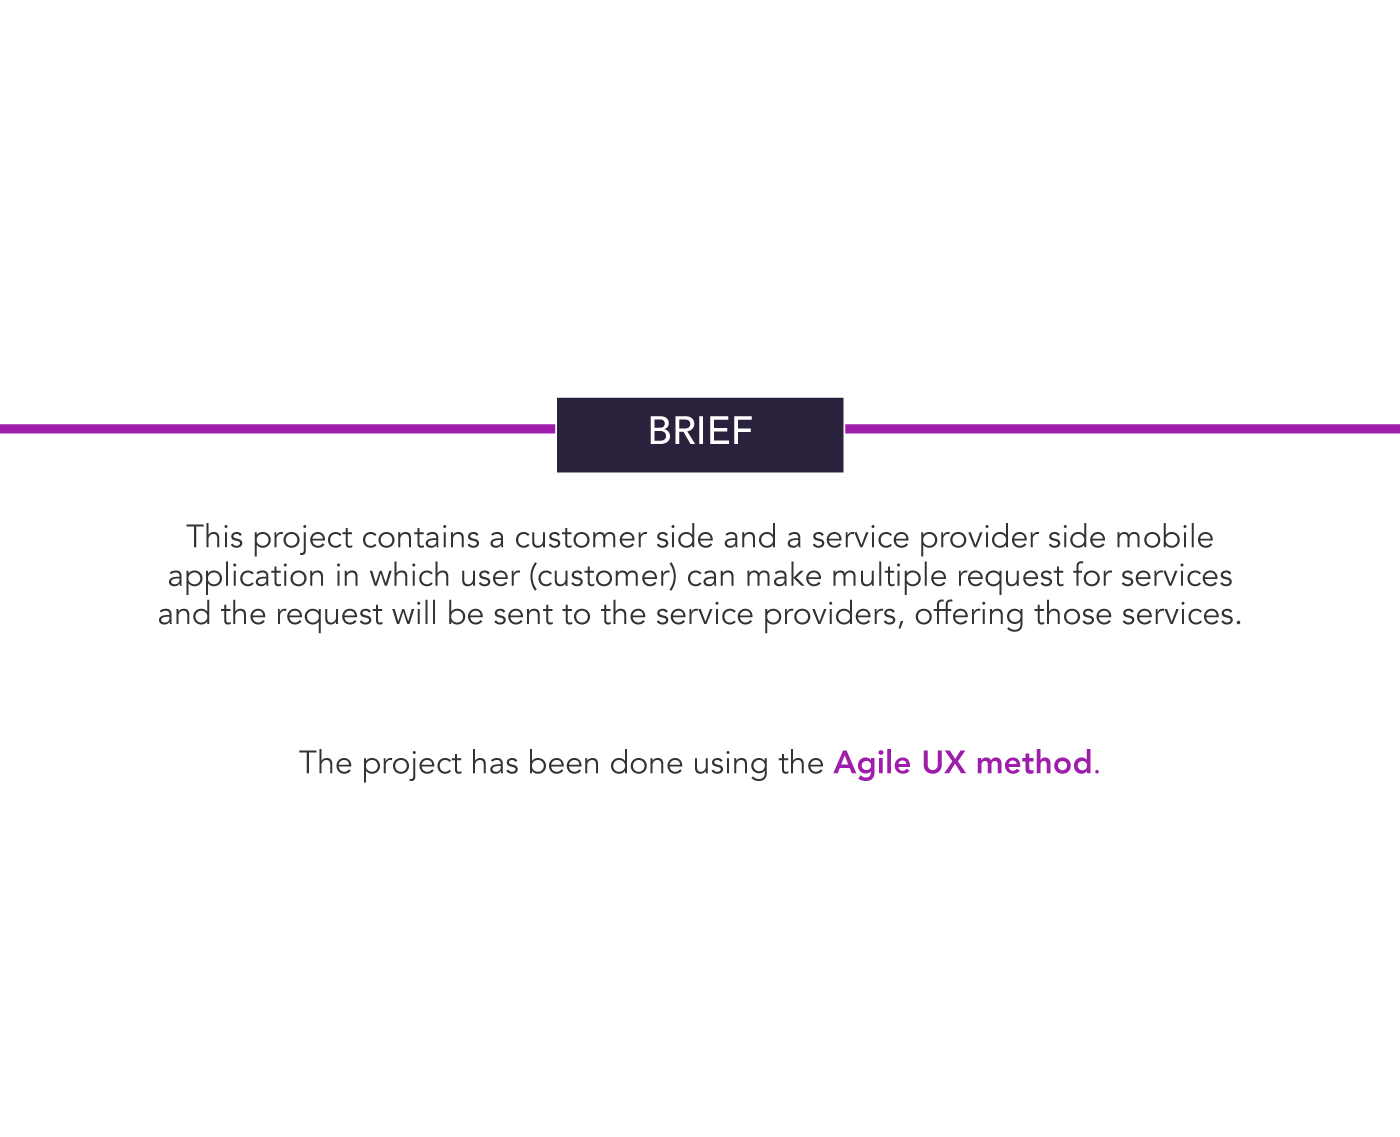 BRIEF
This project contains a customer side and a service provider side mobile
application in which user (customer) can make multiple request for services
and the request will be sent to the service providers, offering those services.
The project has been done using the Agile UX method.